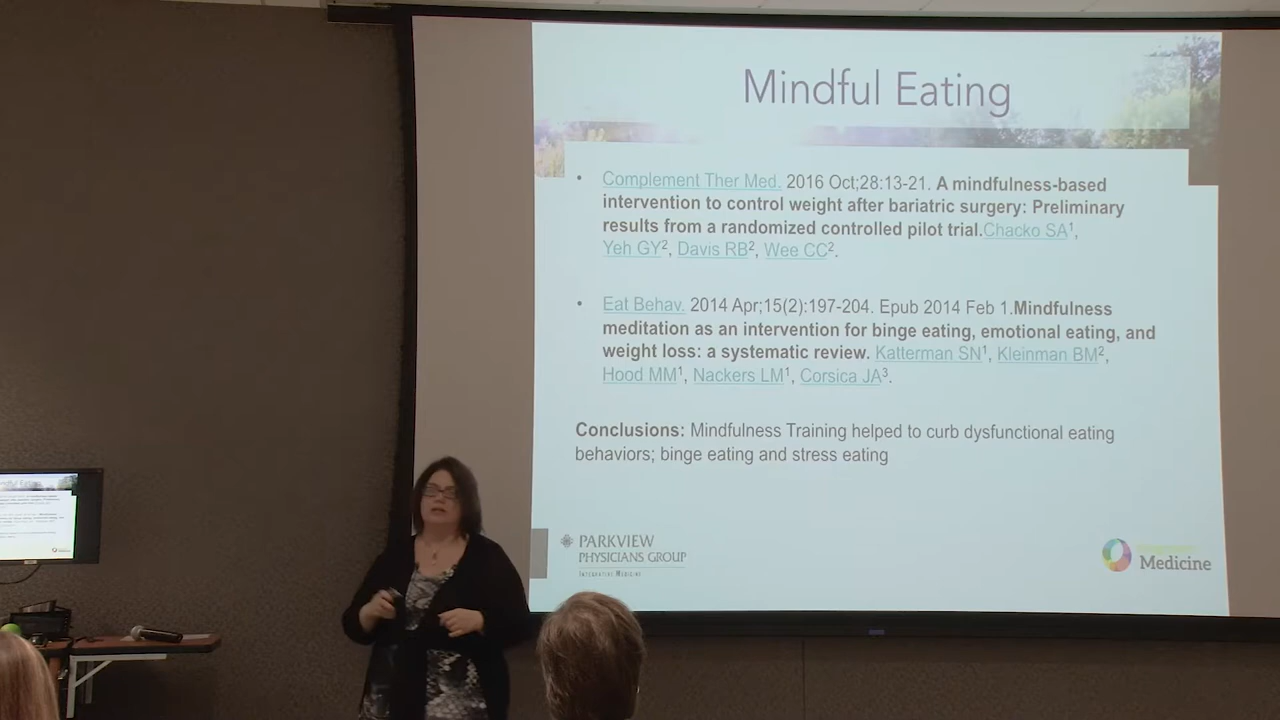 Mindful Eating
• Complement Ther Med. 2016 Oct;28:13-21. A mindfulness-based
intervention to control weight after bariatric surgery: Preliminary
results from a randomized controlled pilot trial.Chacko SA¹,
Yeh GY², Davis RB², Wee CC².
• Eat Behav. 2014 Apr;15(2):197-204. Epub 2014 Feb 1.Mindfulness
meditation as an intervention for binge eating, emotional eating, and
weight loss: a systematic review. Katterman SN¹, Kleinman BM²,
Hood MM¹, Nackers LM¹, Corsica JA³.
Conclusions: Mindfulness Training helped to curb dysfunctional eating
behaviors; binge eating and stress eating
PARKVIEW
PHYSICIANS GROUP
INTEGRATIVE MEDICINE
Medicine